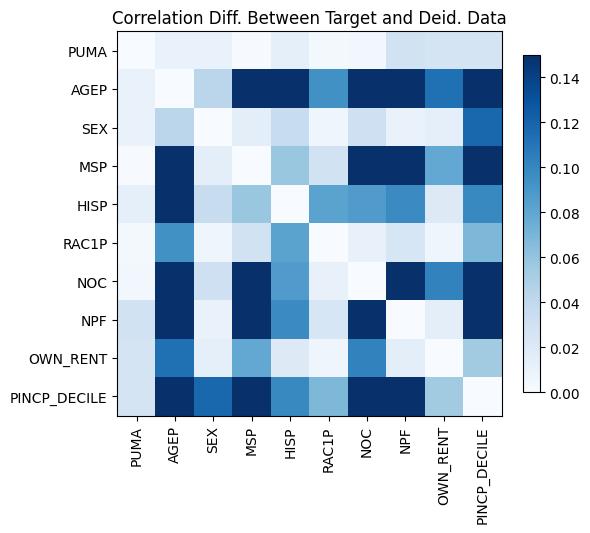 Correlation Diff. Between Target and Deid. Data
PUMA
AGEP
SEX
MSP
HISP
RAC1P
NOC
NPF
OWN_RENT
PINCP_DECILE
PUMA
AGEP
SEX
MSP
HISP
RAC1P
NOC
NPF
OWN_RENT
PINCP_DECILE
0.14
0.12
0.10
0.08
0.06
0.04
0.02
0.00